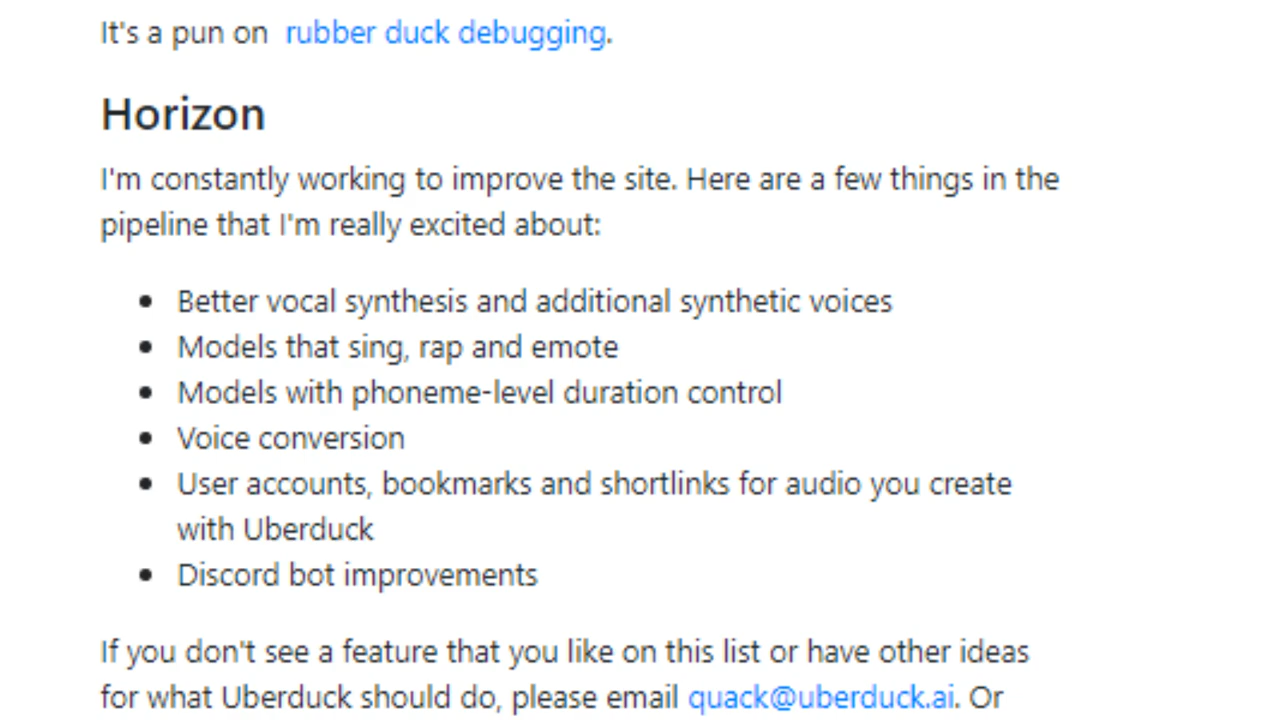 It's a pun on rubber duck debugging.
Horizon
I'm constantly working to improve the site. Here are a few things in the
pipeline that I'm really excited about:
• Better vocal synthesis and additional synthetic voices
• Models that sing, rap and emote
• Models with phoneme-level duration control
• Voice conversion
• User accounts, bookmarks and shortlinks for audio you create
with Uberduck
• Discord bot improvements
If you don't see a feature that you like on this list or have other ideas
for what Uberduck should do, please email quack@uberduck.ai. Or